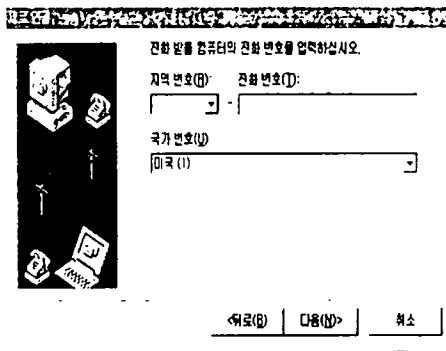 전화 받을 컴퓨터의 전화 번호를 입력하십시오.
지역 번호(R): 전화 번호(T):
-
국가 번호(U)
미국 (1)
<뒤로(B) 다음(N)> 취소